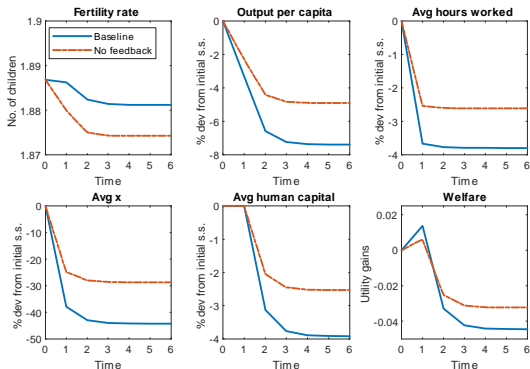 Fertility rate
1.9
1.89
1.88
1.87
No. of children
Baseline
No feedback
0 1 2 3 4 5 6
Time
Output per capita
0
-2
-4
-6
-8
% dev from initial s.s.
0 1 2 3 4 5 6
Time
Avg hours worked
0
-1
-2
-3
-4
% dev from initial s.s.
0 1 2 3 4 5 6
Time
Avg x
0
-10
-20
-30
-40
-50
% dev from initial s.s.
0 1 2 3 4 5 6
Time
Avg human capital
0
-1
-2
-3
-4
% dev from initial s.s.
0 1 2 3 4 5 6
Time
Welfare
0.02
0
-0.02
-0.04
Utility gains
0 1 2 3 4 5 6
Time